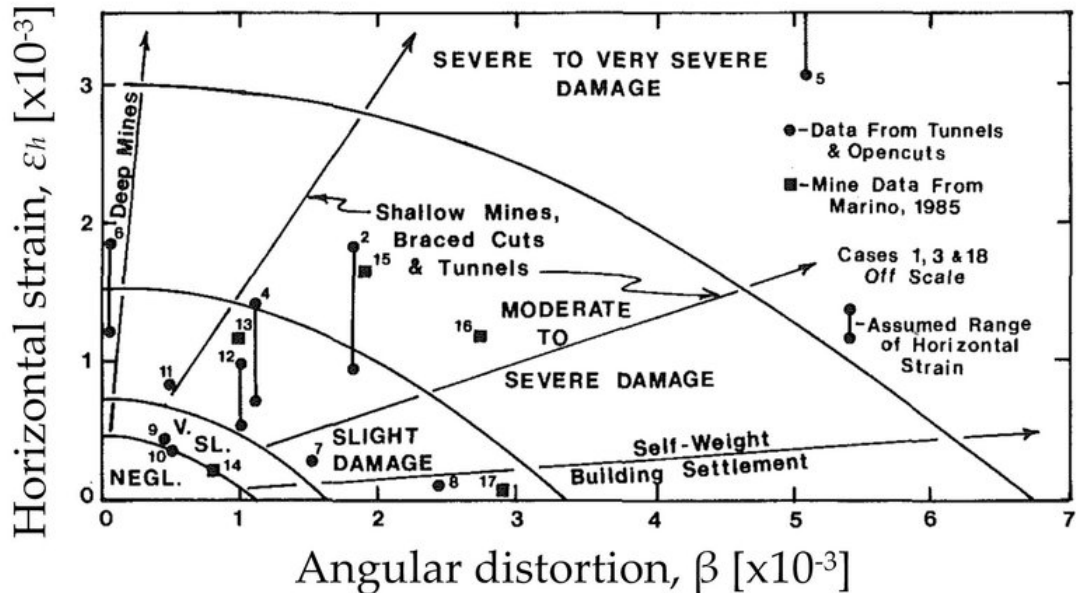 Horizontal strain, εh [x10-3]
3
2
1
0
Deep Mines
SEVERE TO VERY SEVERE
DAMAGE
5
-Data From Tunnels
& Opencuts
-Mine Data From
Marino, 1985
6
Shallow Mines,
Braced Cuts
& Tunnels
2
15
Cases 1, 3 & 18
Off Scale
4
13
12
16
MODERATE
TO
SEVERE DAMAGE
-Assumed Range
of Horizontal
Strain
11
9
V.
SL.
10
14
NEGL.
7
SLIGHT
DAMAGE
8
17
Self-Weight
Building Settlement
0 1 2 3 4 5 6 7
Angular distortion, β [x10-3]